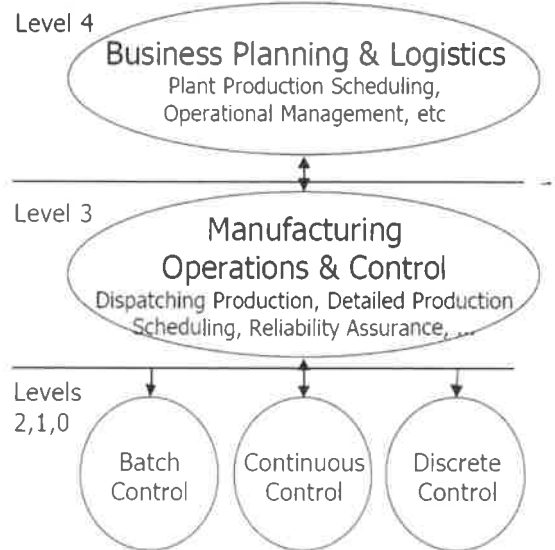 Level 4
Business Planning & Logistics
Plant Production Scheduling,
Operational Management, etc
Level 3
Manufacturing
Operations & Control
Dispatching Production, Detailed Production
Scheduling, Reliability Assurance, ...
Levels
2,1,0
Batch
Control
Continuous
Control
Discrete
Control